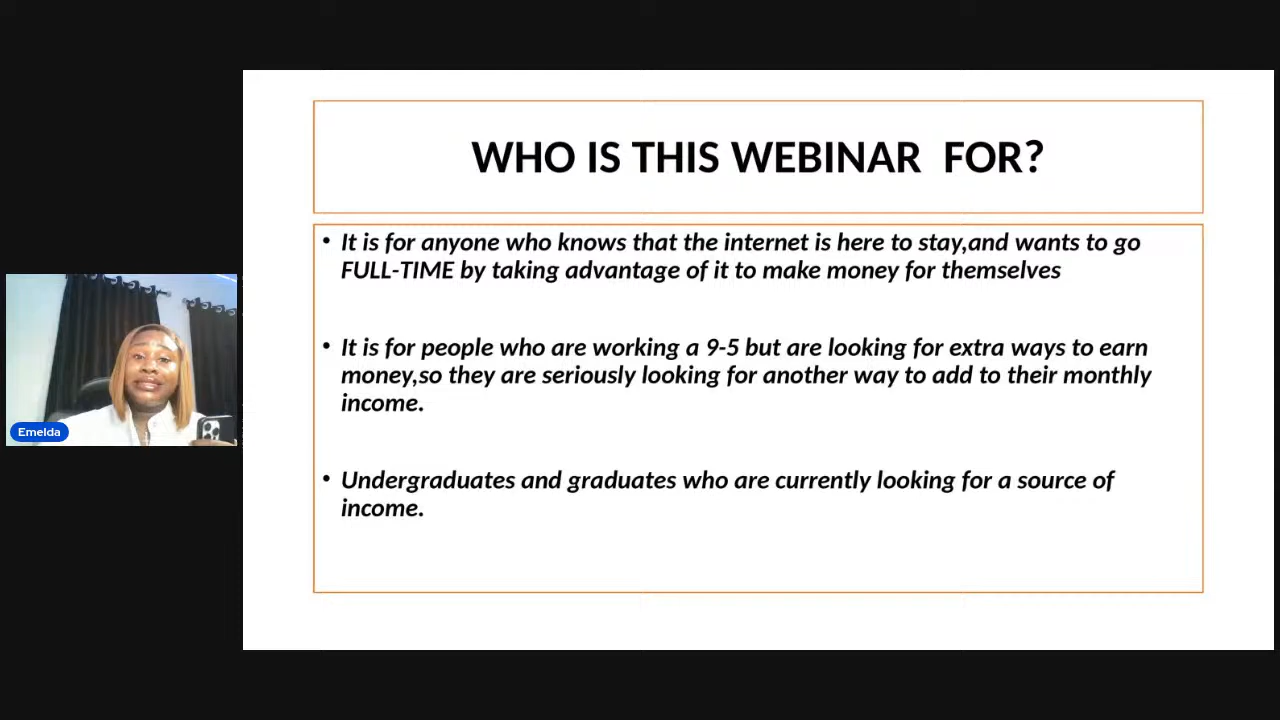 WHO IS THIS WEBINAR  FOR?
• It is for anyone who knows that the internet is here to stay,and wants to go
FULL-TIME by taking advantage of it to make money for themselves
• It is for people who are working a 9-5 but are looking for extra ways to earn
money,so they are seriously looking for another way to add to their monthly
income.
• Undergraduates and graduates who are currently looking for a source of
income.
Emelda